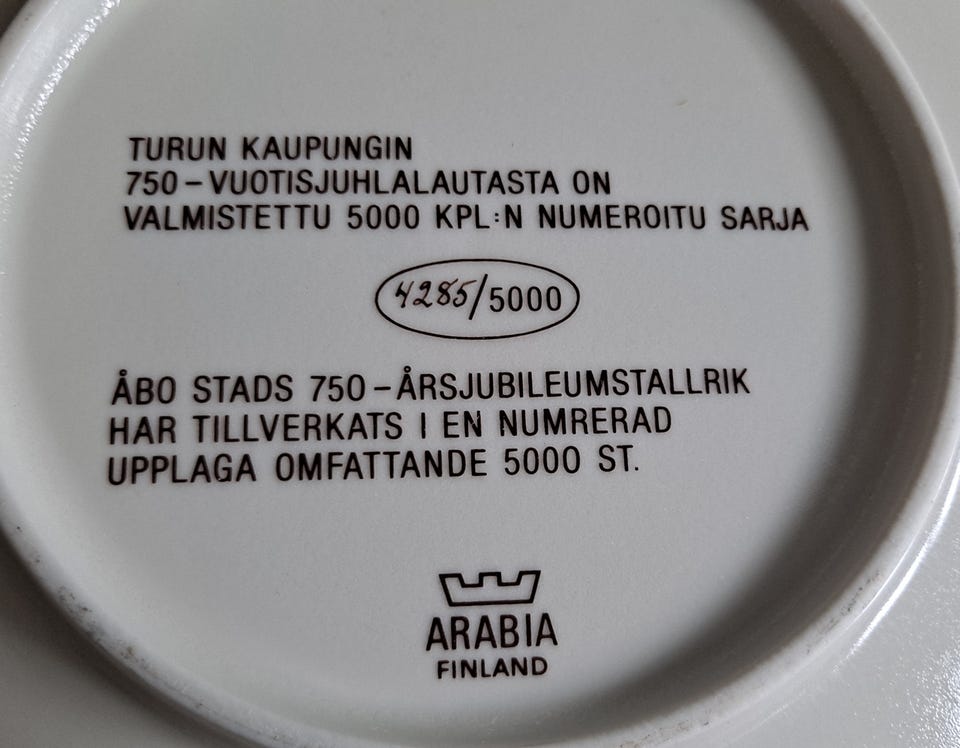 TURUN KAUPUNGIN
750-VUOTISJUHLALAUTASTA ON
VALMISTETTU 5000 KPL:N NUMEROITU SARJA
4285/5000
ÅBO STADS 750-ÅRSJUBILEUMSTALLRIK
HAR TILLVERKATS I EN NUMRERAD
UPPLAGA OMFATTANDE 5000 ST.
ARABIA
FINLAND